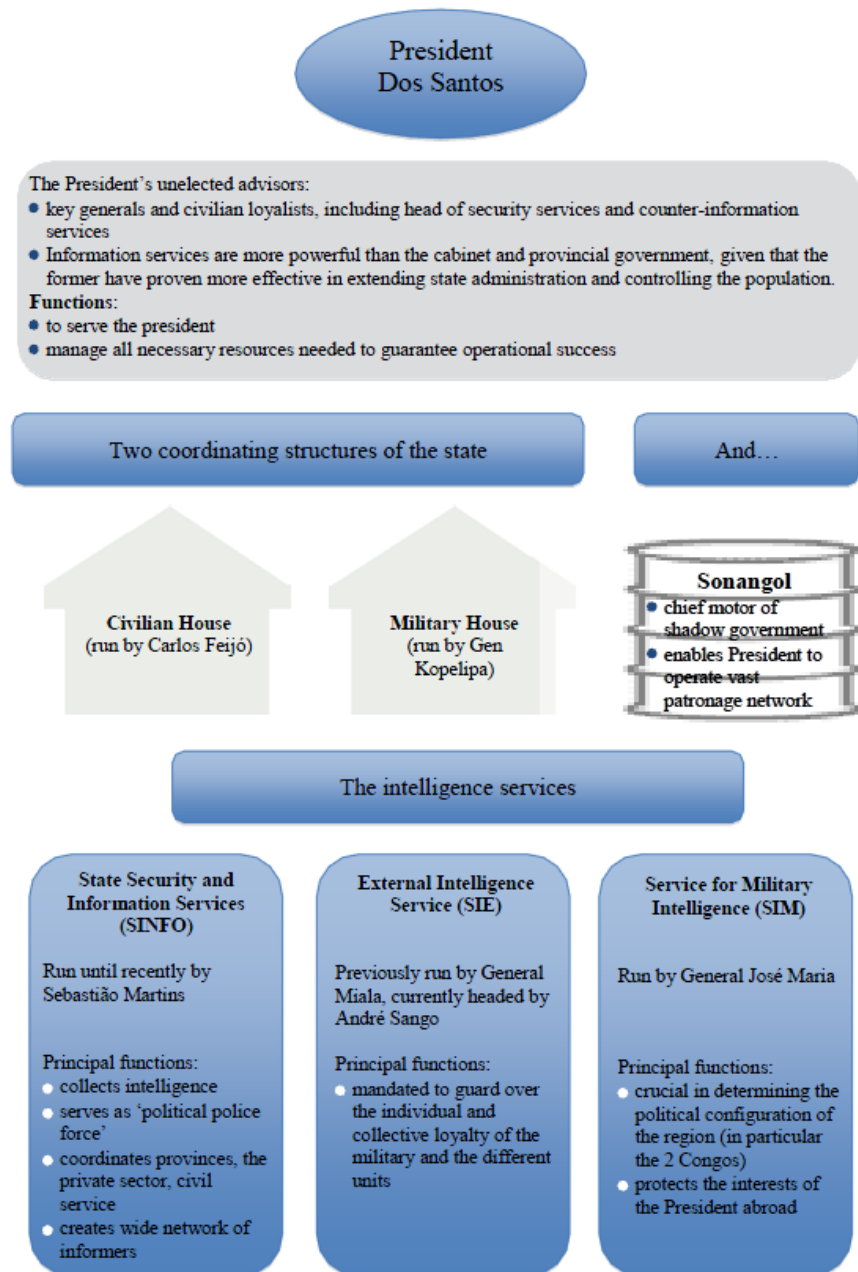 President
Dos Santos
The President's unelected advisors:
● key generals and civilian loyalists, including head of security services and counter-information
services
● Information services are more powerful than the cabinet and provincial government, given that the
former have proven more effective in extending state administration and controlling the population.
Functions:
● to serve the president
● manage all necessary resources needed to guarantee operational success
Two coordinating structures of the state
And…
Civilian House
(run by Carlos Feijó)
Military House
(run by Gen
Kopelipa)
Sonangol
● chief motor of
shadow government
● enables President to
operate vast
patronage network
The intelligence services
State Security and
Information Services
(SINFO)
Run until recently by
Sebastião Martins
Principal functions:
● collects intelligence
● serves as ‘political police
force’
● coordinates provinces, the
private sector, civil
service
● creates wide network of
informers
External Intelligence
Service (SIE)
Previously run by General
Miala, currently headed by
André Sango
Principal functions:
● mandated to guard over
the individual and
collective loyalty of the
military and the different
units
Service for Military
Intelligence (SIM)
Run by General José Maria
Principal functions:
● crucial in determining the
political configuration of
the region (in particular
the 2 Congos)
● protects the interests of
the President abroad